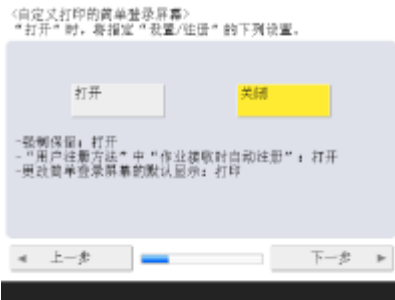 <自定义打印的简单登录屏幕>
“打开”时，将指定“设置/注册”的下列设置。
打开
关闭
-强制保留：打开
-“用户注册方法”中“作业接收时自动注册”：打开
-更改简单登录屏幕的默认显示：打印
上一步
下一步